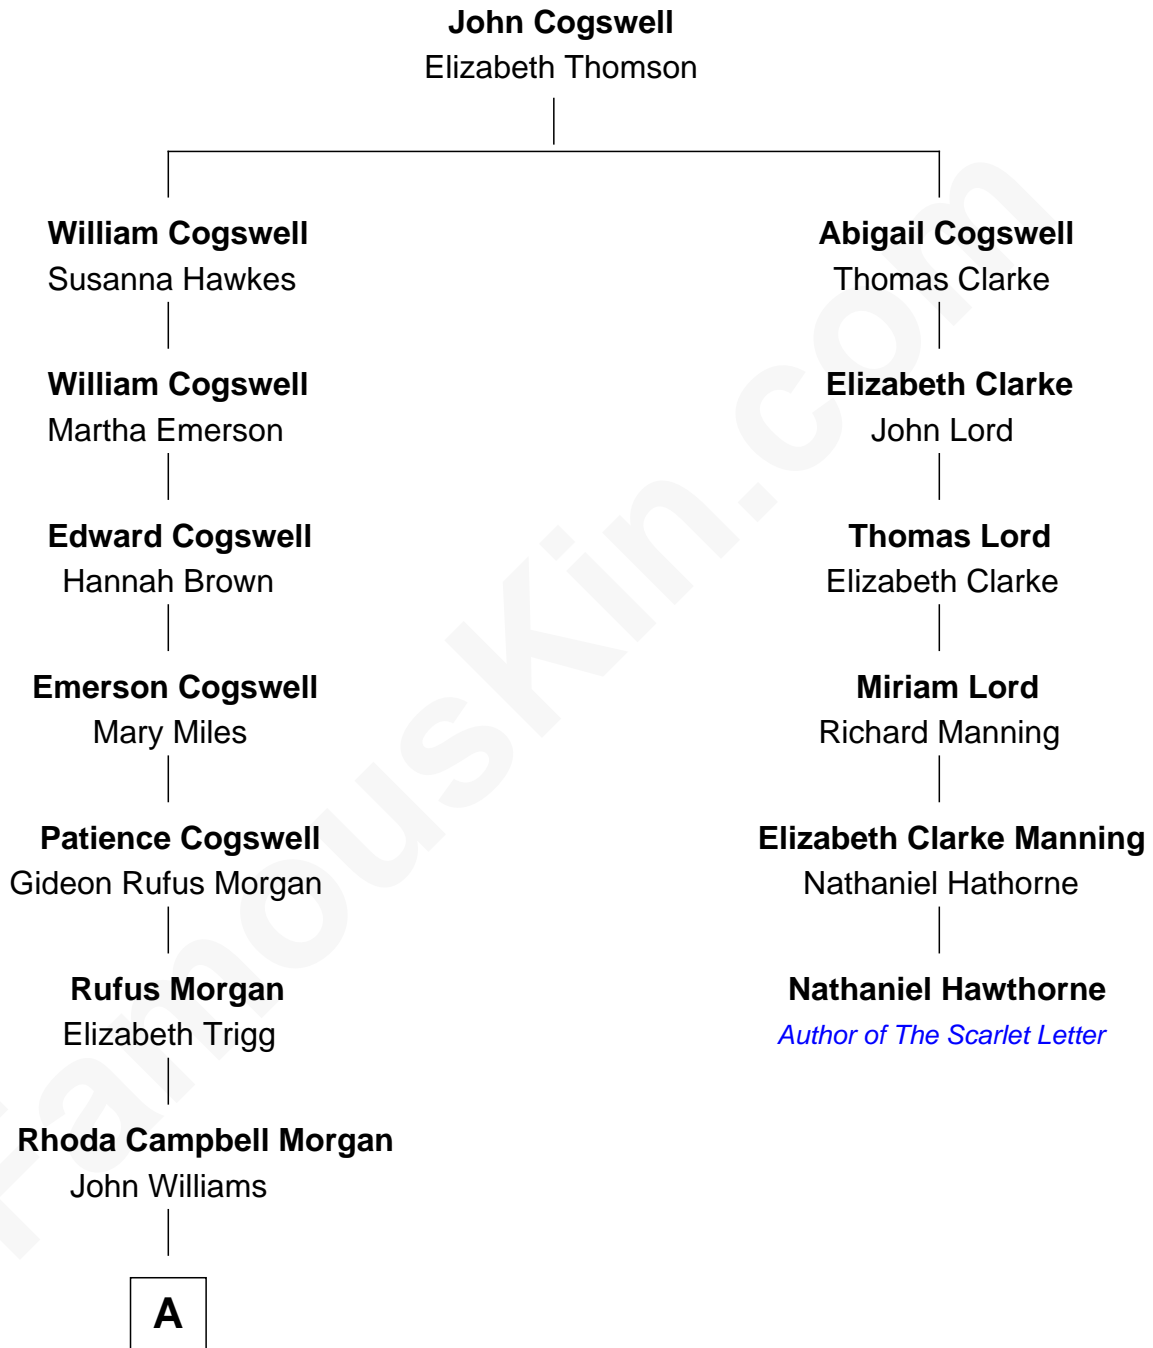 John Cogswell
Elizabeth Thomson
William Cogswell
Susanna Hawkes
William Cogswell
Martha Emerson
Edward Cogswell
Hannah Brown
Emerson Cogswell
Mary Miles
Patience Cogswell
Gideon Rufus Morgan
Rufus Morgan
Elizabeth Trigg
Rhoda Campbell Morgan
John Williams
A
Abigail Cogswell
Thomas Clarke
Elizabeth Clarke
John Lord
Thomas Lord
Elizabeth Clarke
Miriam Lord
Richard Manning
Elizabeth Clarke Manning
Nathaniel Hathorne
Nathaniel Hawthorne
Author of The Scarlet Letter
FamousKin.com